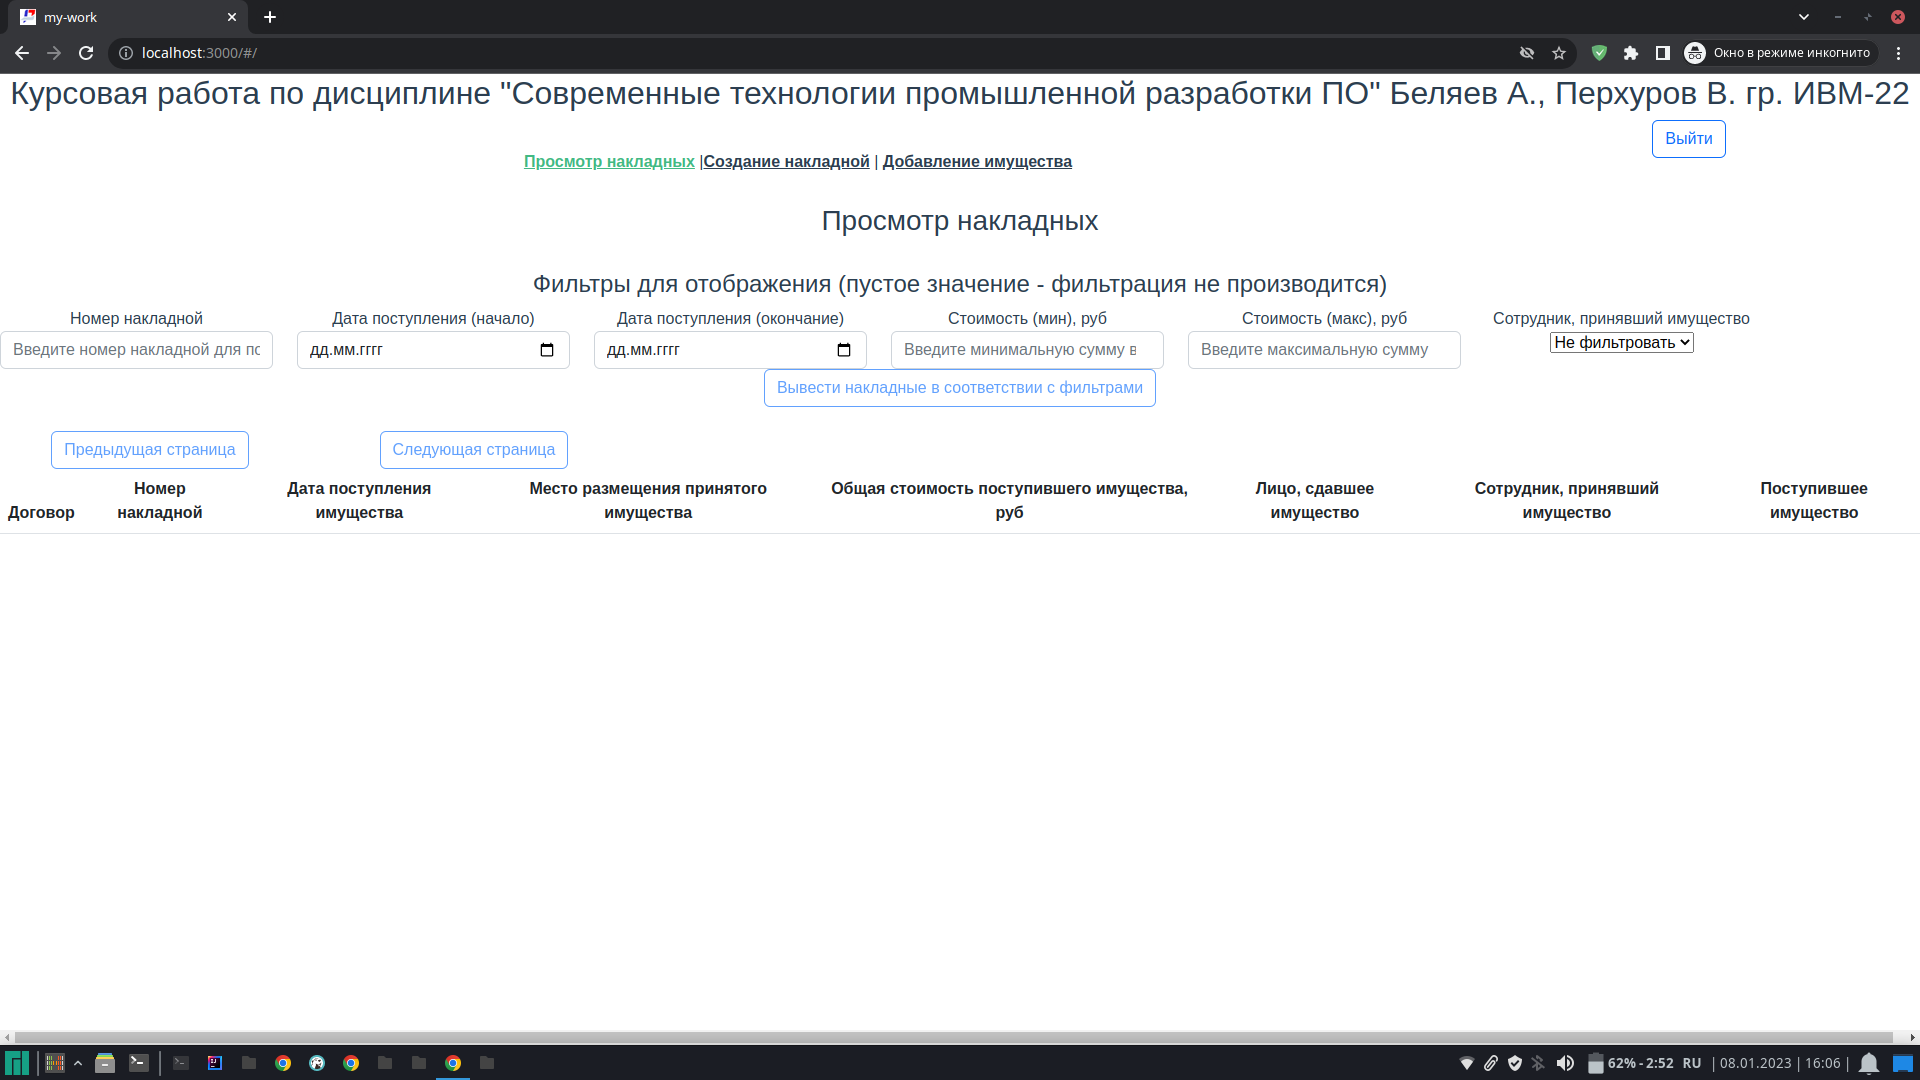 my-work
localhost:3000/#/
Окно в режиме инкогнито
Курсовая работа по дисциплине "Современные технологии промышленной разработки ПО" Беляев А., Перхуров В. гр. ИВМ-22
Выйти
Просмотр накладных |Создание накладной | Добавление имущества
Просмотр накладных
Фильтры для отображения (пустое значение - фильтрация не производится)
Номер накладной Дата поступления (начало) Дата поступления (окончание) Стоимость (мин), руб Стоимость (макс), руб Сотрудник, принявший имущество
Введите номер накладной для по дд.мм.гггг дд.мм.гггг Введите минимальную сумму в Введите максимальную сумму Не фильтровать
Вывести накладные в соответствии с фильтрами
Предыдущая страница Следующая страница
Номер Дата поступления Место размещения принятого Общая стоимость поступившего имущества, Лицо, сдавшее Сотрудник, принявший Поступившее
Договор накладной имущества имущества руб имущество имущество имущество
62% - 2:52 RU | 08.01.2023 | 16:06 |